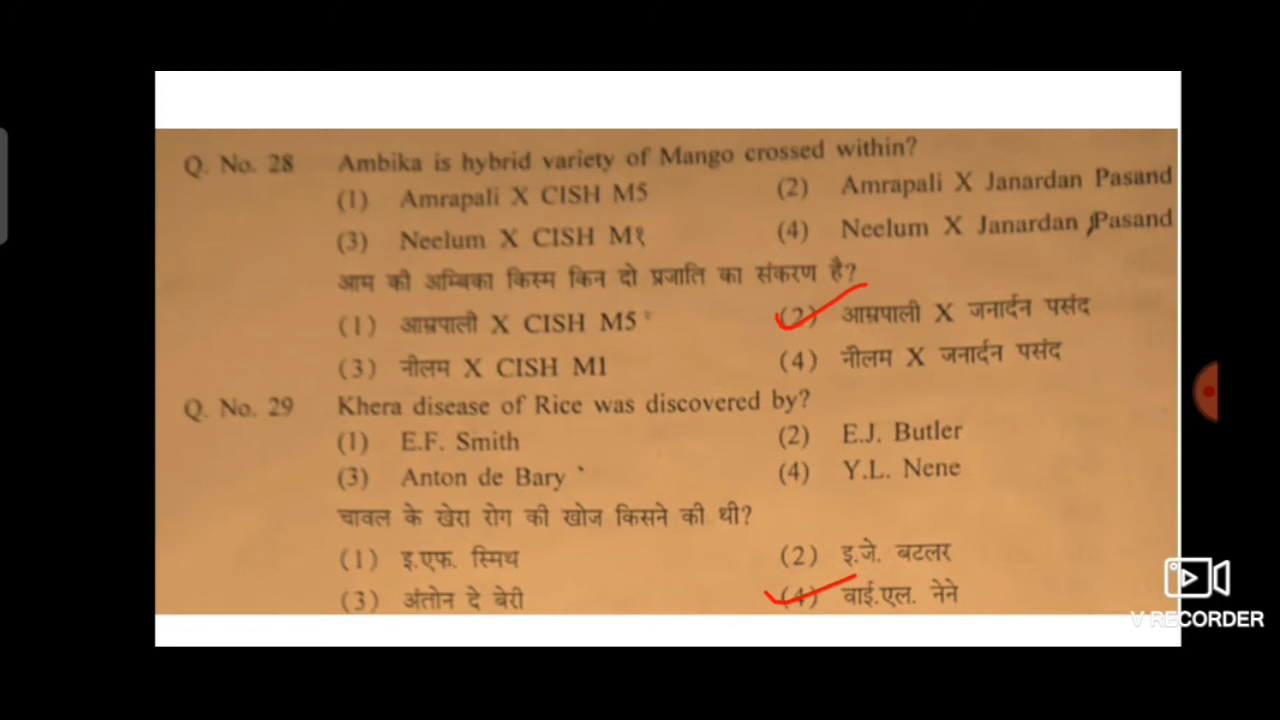 Q. No. 28 Ambika is hybrid variety of Mango crossed within?
(1) Amrapali X CISH M5 (2) Amrapali X Janardan Pasand
(3) Neelum X CISH M१ (4) Neelum X Janardan Pasand
आम की अम्बिका किस्म किन दो प्रजाति का संकरण है?
(1) आम्रपाली X CISH M5 (2) आम्रपाली X जनार्दन पसंद
(3) नीलम X CISH M1 (4) नीलम X जनार्दन पसंद
Q. No. 29 Khera disease of Rice was discovered by?
(1) E.F. Smith (2) E.J. Butler
(3) Anton de Bary (4) Y.L. Nene
चावल के खेरा रोग की खोज किसने की थी?
(1) इ.एफ. स्मिथ (2) इ.जे. बटलर
(3) अंतोन दे बेरी (4) वाई.एल. नेने
V RECORDER